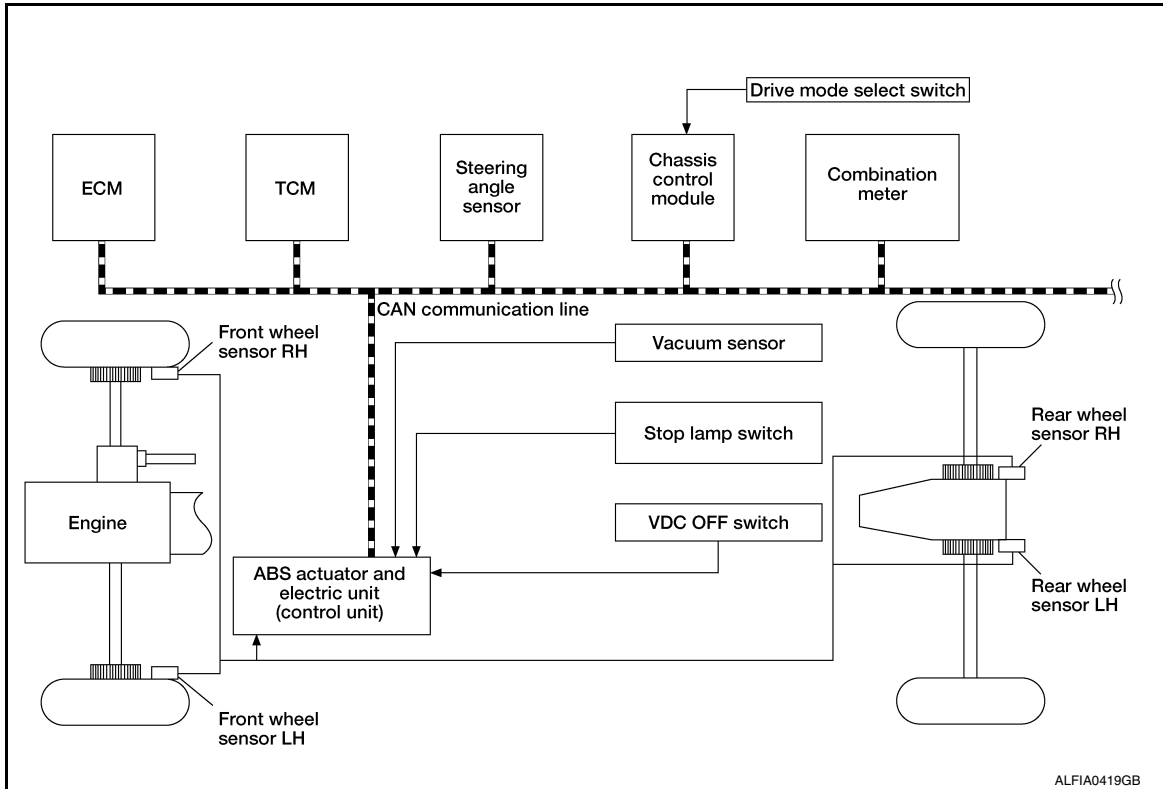 Drive mode select switch
ECM
TCM
Steering
angle
sensor
Chassis
control
module
Combination
meter
CAN communication line
Front wheel
sensor RH
Vacuum sensor
Stop lamp switch
Rear wheel
sensor RH
Engine
VDC OFF switch
ABS actuator and
electric unit
(control unit)
Rear wheel
sensor LH
Front wheel
sensor LH
ALFIA0419GB